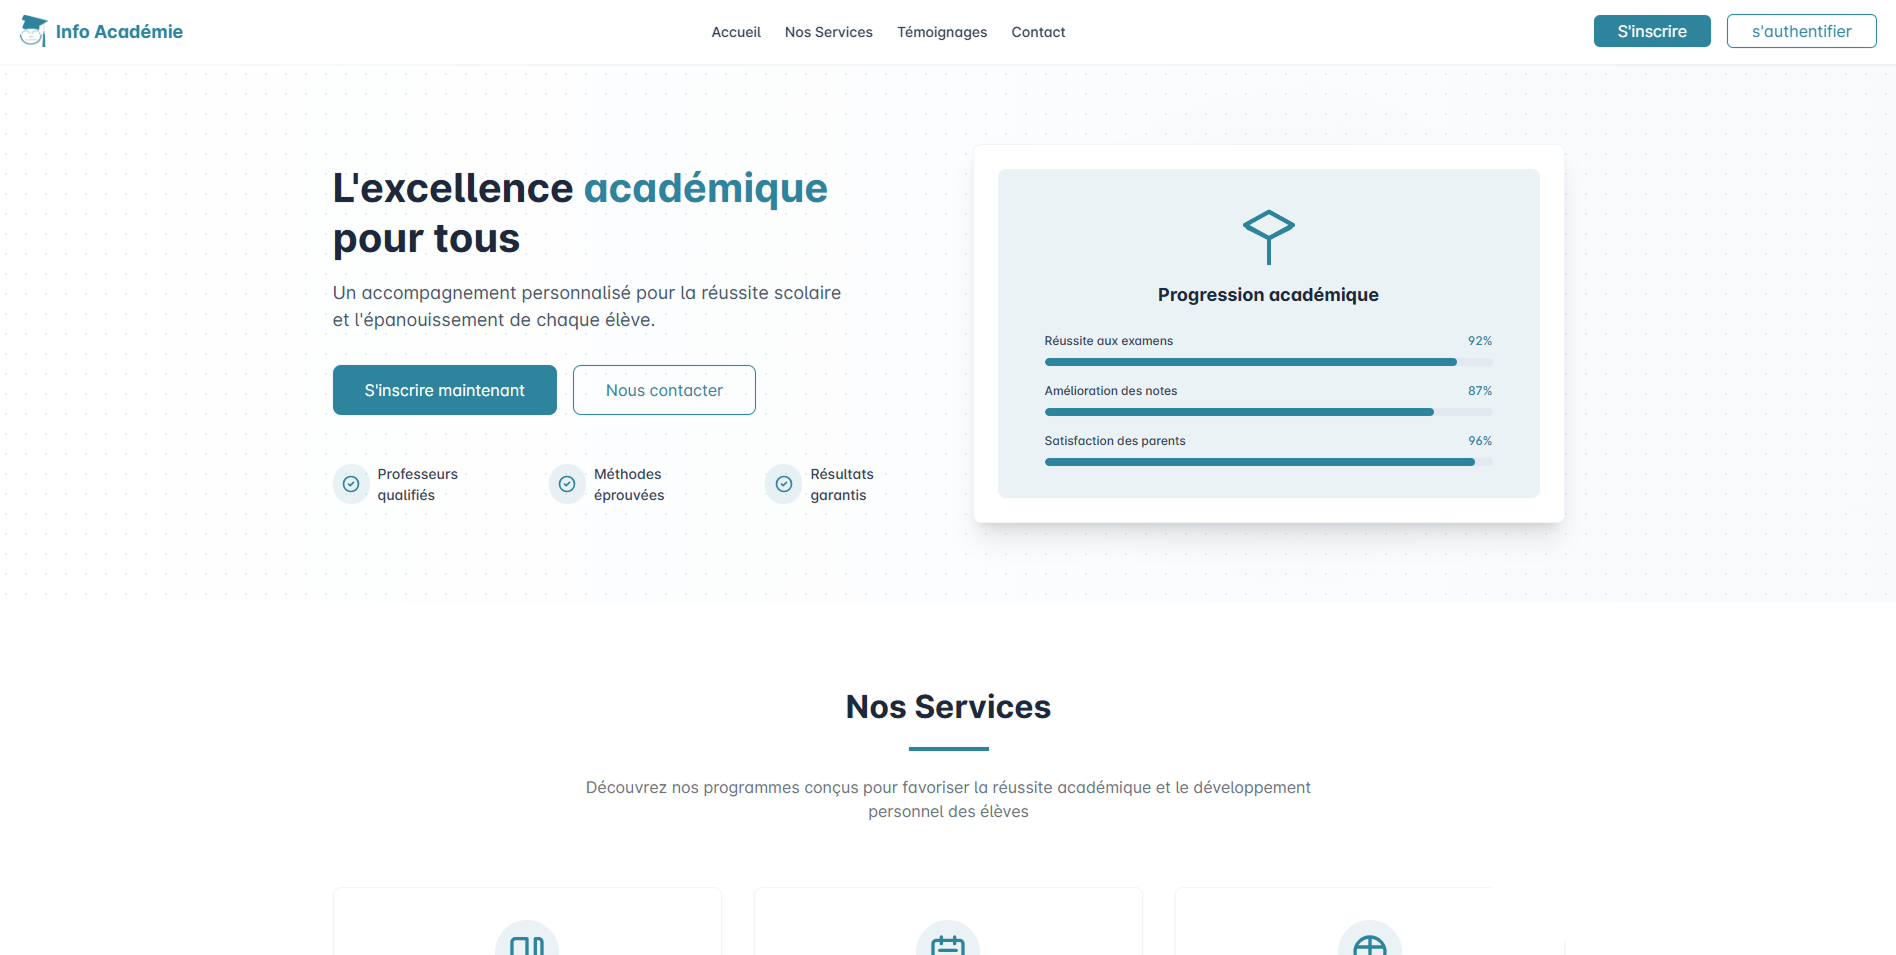 Info Académie
Accueil
Nos Services
Témoignages
Contact
S'inscrire
s'authentifier
L'excellence académique
pour tous
Un accompagnement personnalisé pour la réussite scolaire
et l'épanouissement de chaque élève.
S'inscrire maintenant
Nous contacter
Professeurs
qualifiés
Méthodes
éprouvées
Résultats
garantis
Progression académique
Réussite aux examens 92%
Amélioration des notes 87%
Satisfaction des parents 96%
Nos Services
Découvrez nos programmes conçus pour favoriser la réussite académique et le développement
personnel des élèves